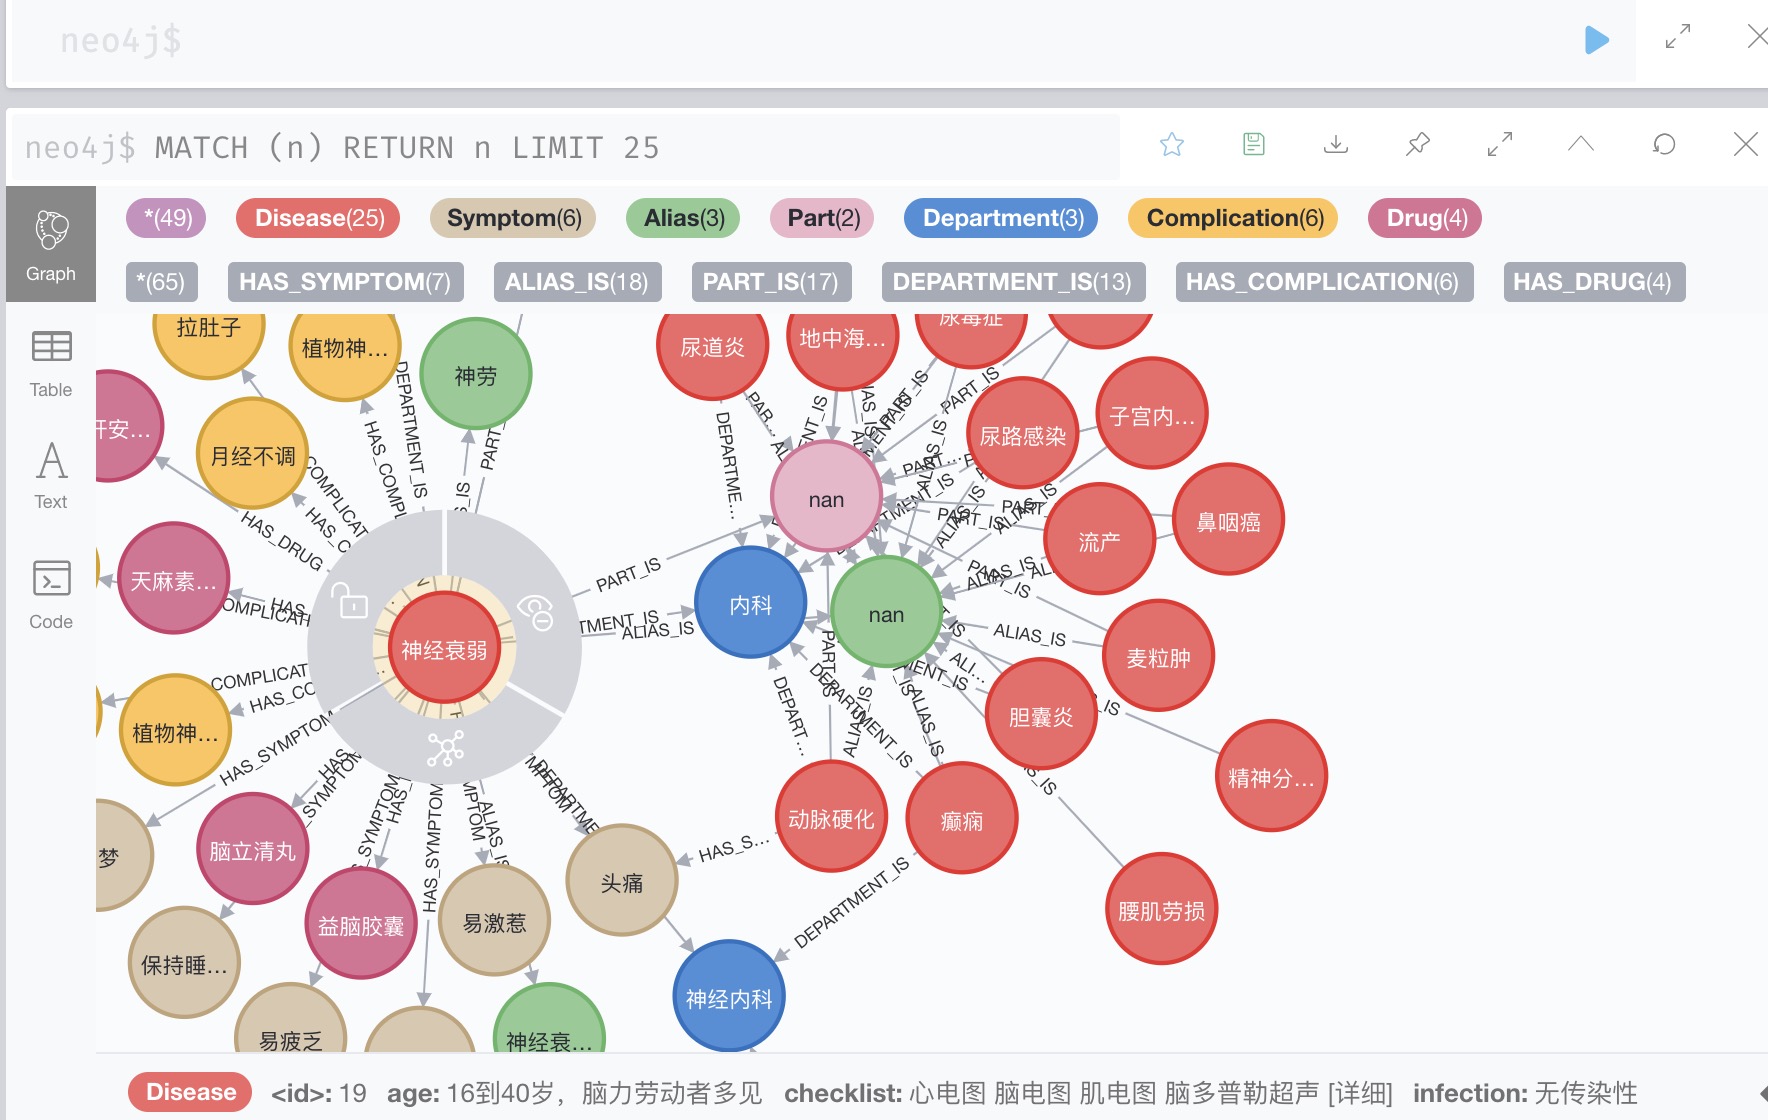 neo4j$
neo4j$ MATCH (n) RETURN n LIMIT 25
*(49) Disease(25) Symptom(6) Alias(3) Part(2) Department(3) Complication(6) Drug(4)
*(65) HAS_SYMPTOM(7) ALIAS_IS(18) PART_IS(17) DEPARTMENT_IS(13) HAS_COMPLICATION(6) HAS_DRUG(4)
Graph
Table
Text
Code
拉肚子
植物神...
神劳
尿道炎
地中海...
尿毒症
月经不调
尿路感染
子宫内...
nan
流产
鼻咽癌
天麻素...
内科
nan
神经衰弱
麦粒肿
植物神...
胆囊炎
精神分...
脑立清丸
动脉硬化
癫痫
梦
头痛
益脑胶囊
易激惹
腰肌劳损
保持睡...
神经内科
易疲乏
神经衰...
HAS_DRUG
PART_IS
ALIAS_IS
PART_IS
ALIAS_IS
HAS_SYMPTOM
DEPARTMENT_IS
DEPARTMENT_IS
HAS_S...
DEPARTMENT_IS
Disease <id>: 19 age: 16到40岁，脑力劳动者多见 checklist: 心电图 脑电图 肌电图 脑多普勒超声 [详细] infection: 无传染性